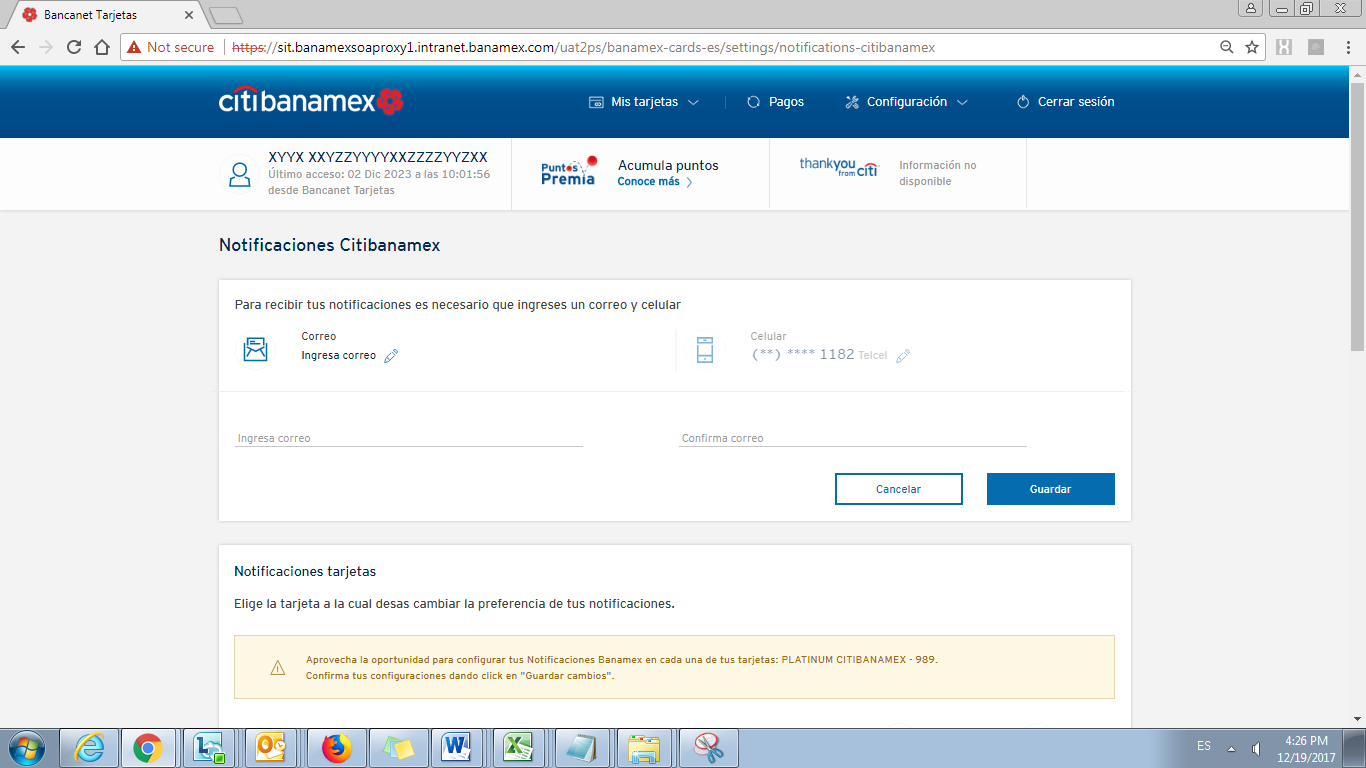 Bancanet Tarjetas
Not secure
https://sit.banamexsoaproxy1.intranet.banamex.com/uat2ps/banamex-cards-es/settings/notifications-citibanamex
citibanamex
Mis tarjetas
Pagos
Configuración
Cerrar sesión
XYYX XXYZZYYYYXXZZZZYYZXX
Último acceso: 02 Dic 2023 a las 10:01:56
desde Bancanet Tarjetas
Puntos
Premia
Acumula puntos
Conoce más
thankyou
from citi
Información no
disponible
Notificaciones Citibanamex
Para recibir tus notificaciones es necesario que ingreses un correo y celular
Correo
Ingresa correo
Celular
(**) **** 1182 Telcel
Ingresa correo
Confirma correo
Cancelar
Guardar
Notificaciones tarjetas
Elige la tarjeta a la cual desas cambiar la preferencia de tus notificaciones.
Aprovecha la oportunidad para configurar tus Notificaciones Banamex en cada una de tus tarjetas: PLATINUM CITIBANAMEX - 989.
Confirma tus configuraciones dando click en "Guardar cambios".
ES
4:26 PM
12/19/2017